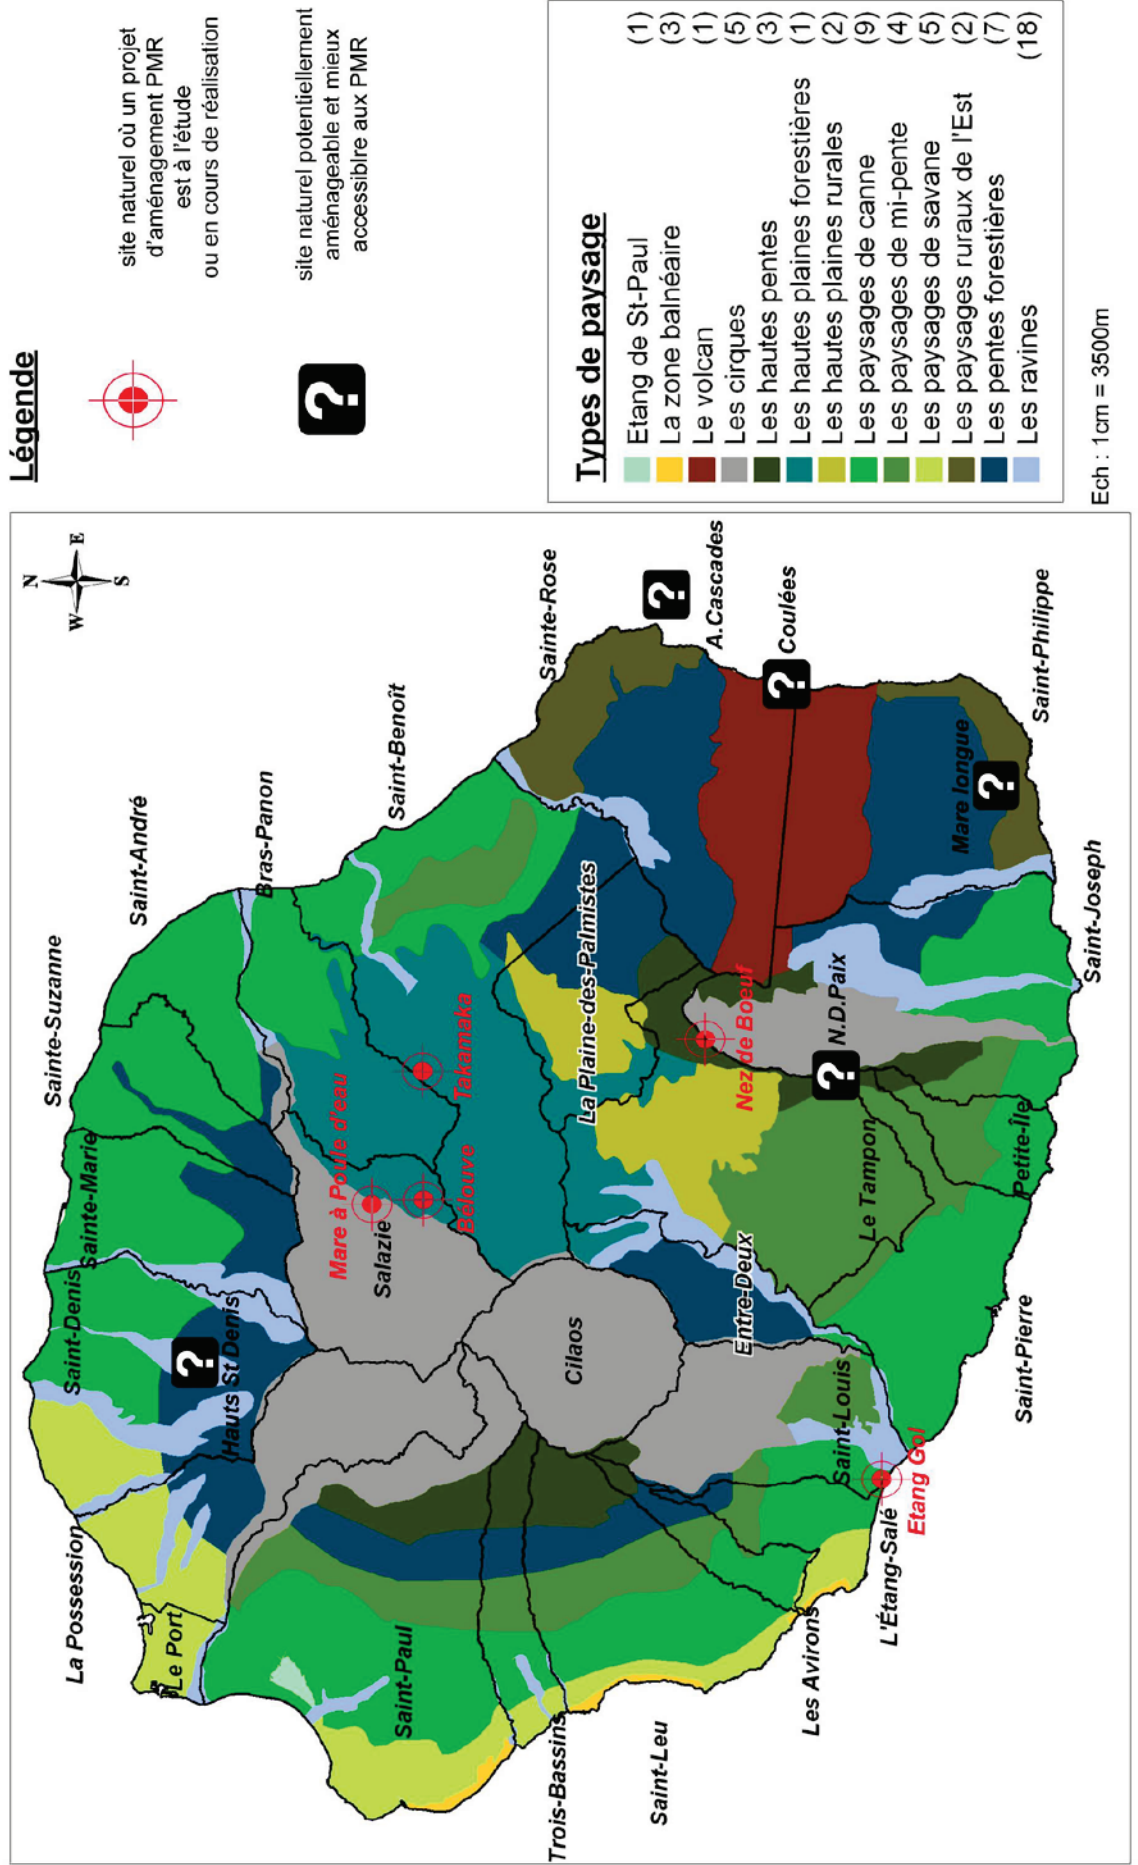 Légende
site naturel où un projet
d'aménagement PMR
est à l'étude
ou en cours de réalisation
?
site naturel potentiellement
aménageable et mieux
accessiblre aux PMR
Types de paysage
Etang de St-Paul (1)
La zone balnéaire (3)
Le volcan (1)
Les cirques (5)
Les hautes pentes (3)
Les hautes plaines forestières (1)
Les hautes plaines rurales (2)
Les paysages de canne (9)
Les paysages de mi-pente (4)
Les paysages de savane (5)
Les paysages ruraux de l'Est (2)
Les pentes forestières (7)
Les ravines (18)
Ech : 1cm = 3500m
N
W E
S
La Possession
Le Port
Saint-Denis
Sainte-Marie
Sainte-Suzanne
Saint-André
Bras-Panon
Saint-Benoît
Sainte-Rose
?
Hauts St Denis
Mare à Poule d'eau
Salazie
Takamaka
Bélouve
Saint-Paul
Cilaos
La Plaine-des-Palmistes
Trois-Bassins
Saint-Leu
?
A.Cascades
Entre-Deux
Nez de Boeuf
?
Coulées
?
N.D.Paix
Les Avirons
Saint-Louis
Le Tampon
L'Étang-Salé
Etang Gol
Mare longue
?
Petite-Île
Saint-Pierre
Saint-Joseph
Saint-Philippe